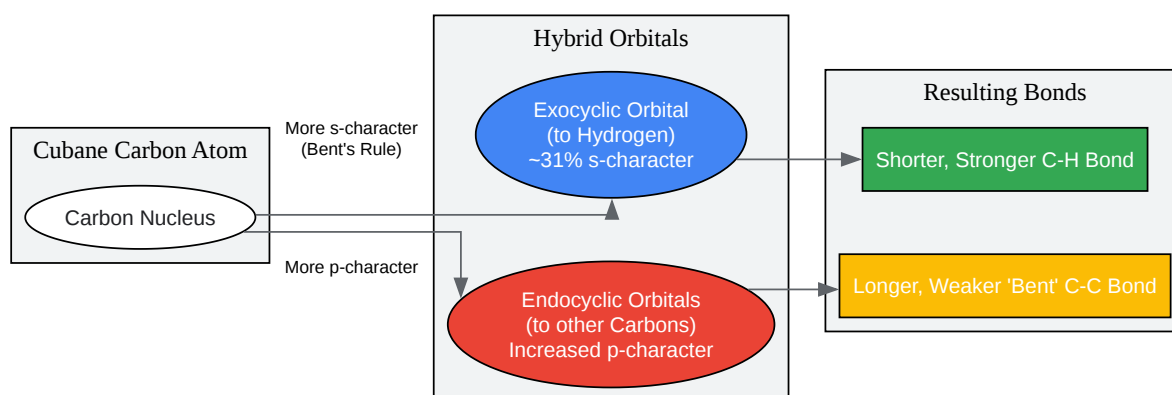 Cubane Carbon Atom
Carbon Nucleus
More s-character
(Bent's Rule)
More p-character
Hybrid Orbitals
Exocyclic Orbital
(to Hydrogen)
~31% s-character
Endocyclic Orbitals
(to other Carbons)
Increased p-character
Resulting Bonds
Shorter, Stronger C-H Bond
Longer, Weaker 'Bent' C-C Bond